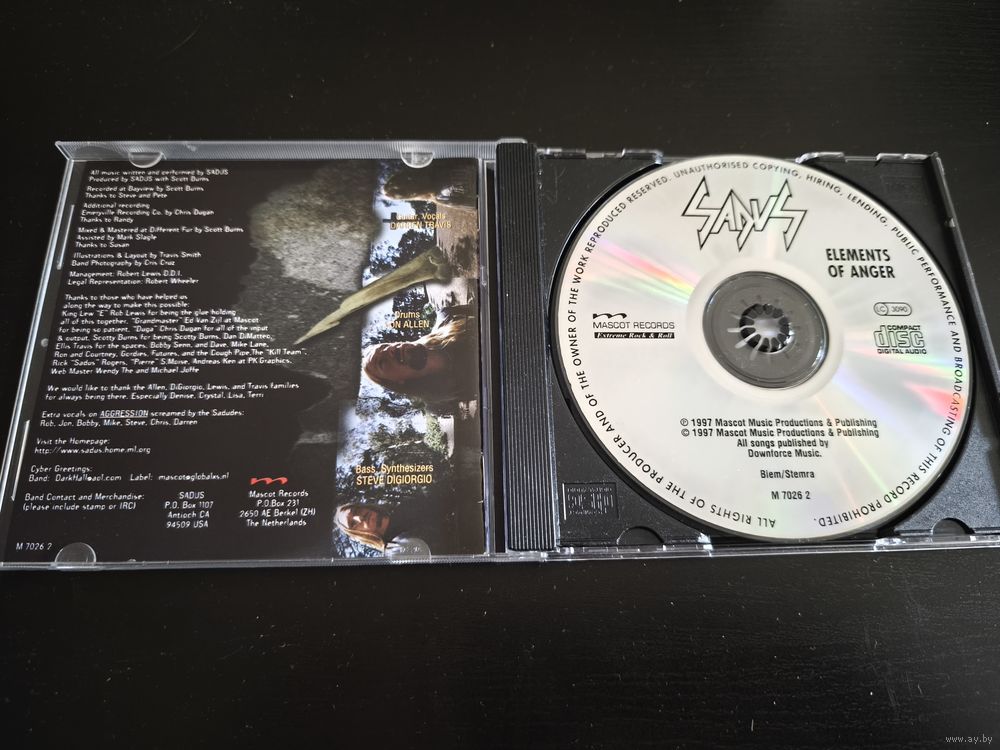 All music written and performed by SADUS
Produced by SADUS with Scott Burns
Recorded at Bayview by Scott Burns
Thanks to Steve and Pete
Additional recording
Emeryville Recording Co. by Chris Dugan
Thanks to Randy
Mixed & Mastered at Different Fur by Scott Burns
Assisted by Mark Slagle
Thanks to Susan
Illustrations & Layout by Travis Smith
Band Photography by Cris Cruz
Management: Robert Lewis D.D.I.
Legal Representation: Robert Wheeler
Thanks to those who have helped us
along the way to make this possible:
King Lew "E" Rob Lewis for being the glue holding
all of this together, "Grandmaster" Ed Van Zijl at Mascot
for being so patient, "Duga" Chris Dugan for all of the input
& output, Scotty Burns for being Scotty Burns, Dan DiMatteo,
Ellis Travis for the spaces, Bobby Senn, and Dave, Mike Lane,
Ron and Courtney, Gordies, Futures, and the Cough Pipe, The "Kill Team",
Rick "Sadus" Rogers, "Pierre" S.Moise, Andreas Ken at PK Graphics,
Web Master Wendy The and Michael Joffe
We would like to thank the Allen, DiGiorgio, Lewis, and Travis families
for always being there. Especially Denise, Crystal, Lisa, Terri
Extra vocals on AGGRESSION screamed by the Sadudes:
Rob, Jon, Bobby, Mike, Steve, Chris, Darren
Visit the Homepage:
http://www.sadus.home.ml.org
Cyber Greetings:
Band: DarkHall@aol.com Label: mascot@globalxs.nl
Band Contact and Merchandise:
(please include stamp or IRC)
SADUS
P.O. Box 1107
Antioch CA
94509 USA
Mascot Records
P.O.Box 231
2650 AE Berkel (ZH)
The Netherlands
M 7026 2
Guitar, Vocals
DARREN TRAVIS
Drums
JON ALLEN
Bass, Synthesizers
STEVE DIGIORGIO
SADUS
ELEMENTS
OF ANGER
MASCOT RECORDS
Extreme Rock & Roll
LC 3090
COMPACT
disc
DIGITAL AUDIO
℗ 1997 Mascot Music Productions & Publishing
© 1997 Mascot Music Productions & Publishing
All songs published by
Downforce Music.
Biem/Stemra
M 7026 2
ALL RIGHTS OF THE PRODUCER AND OF THE OWNER OF THE WORK REPRODUCED RESERVED. UNAUTHORISED COPYING, HIRING, LENDING, PUBLIC PERFORMANCE AND BROADCASTING OF THIS RECORD PROHIBITED.
www.ay.by